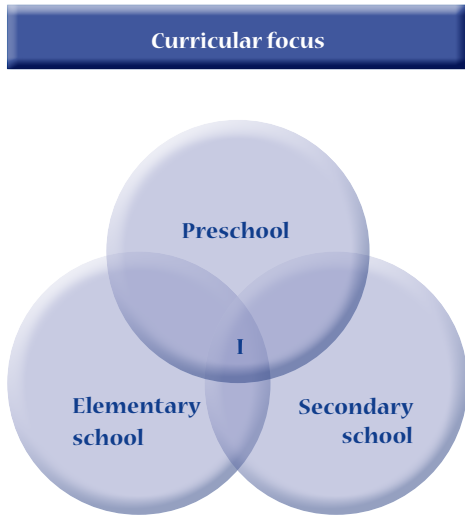 Curricular focus
Preschool
I
Elementary
school
Secondary
school